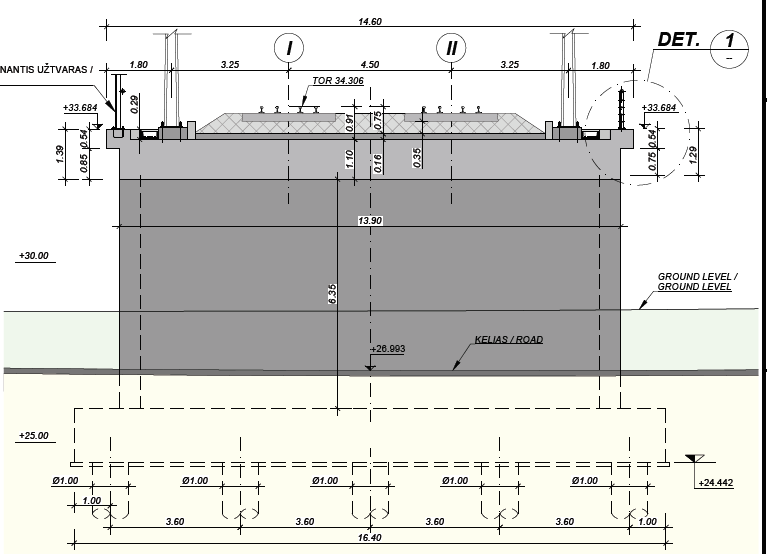 14.60
I
II
DET. 1
–
NANTIS UŽTVARAS /
1.80
3.25
4.50
3.25
1.80
TOR 34.306
+33.684
0.29
0.91
0.75
+33.684
1.39
0.54
0.85
1.10
0.16
0.35
0.54
0.75
1.29
13.90
+30.00
6.35
GROUND LEVEL /
GROUND LEVEL
KELIAS / ROAD
+26.993
+25.00
+24.442
Ø1.00
Ø1.00
Ø1.00
Ø1.00
Ø1.00
1.00
3.60
3.60
3.60
3.60
1.00
16.40